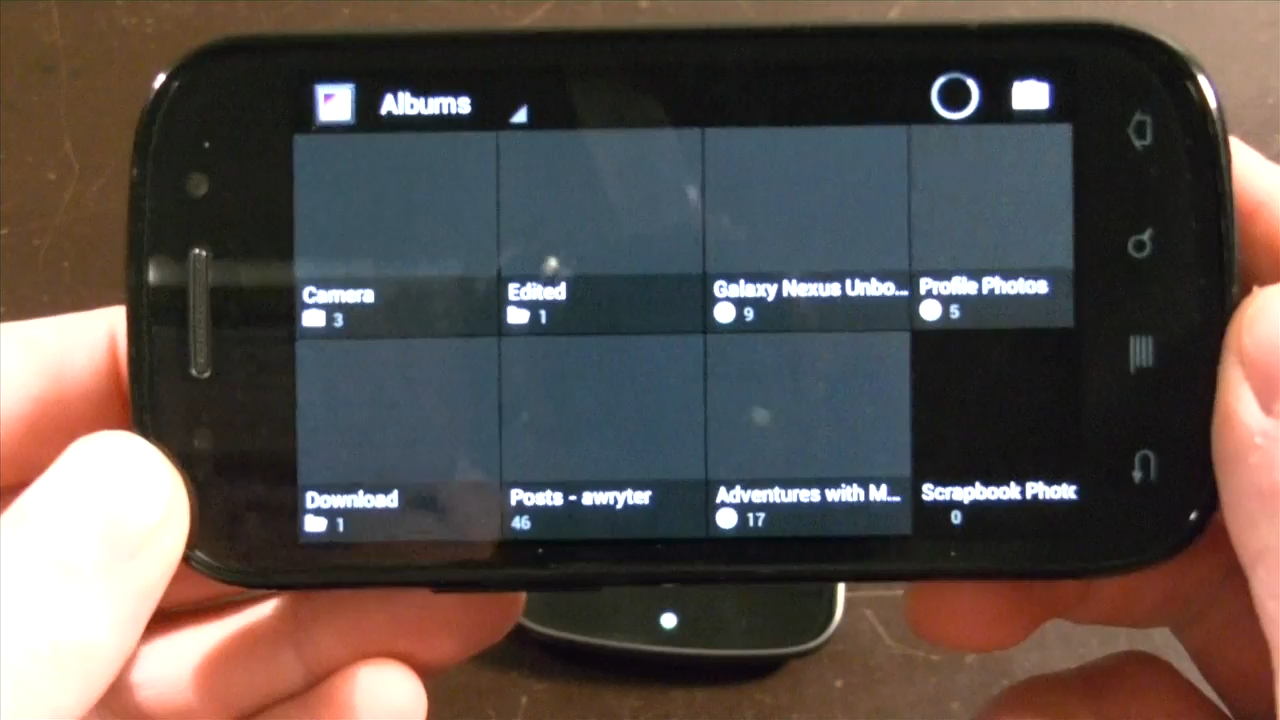 Albums
Camera
3
Edited
1
Galaxy Nexus Unbo...
9
Profile Photos
5
Download
1
Posts - awryter
46
Adventures with M...
17
Scrapbook Phot
0